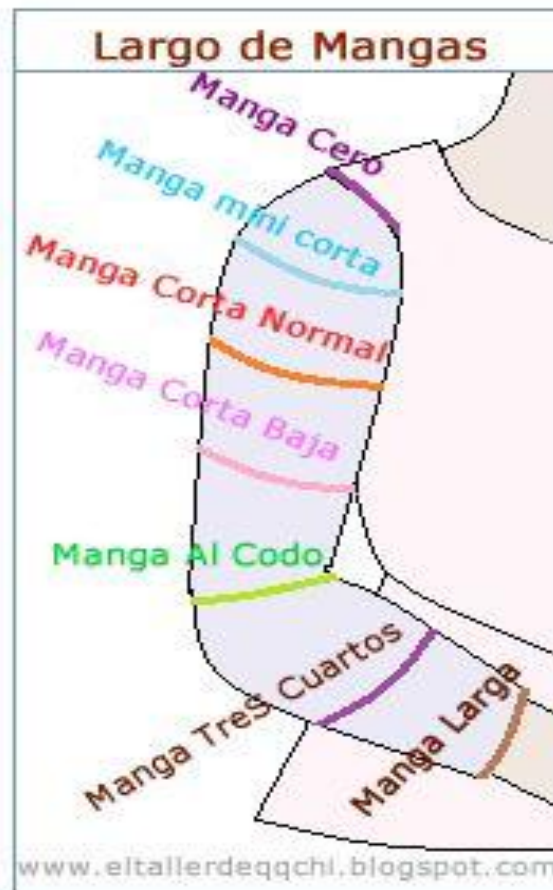 Largo de Mangas
Manga Cero
Manga mini corta
Manga Corta Normal
Manga Corta Baja
Manga Al Codo
Manga TreS Cuartos
Manga Larga
www.eltallerdeqqchi.blogspot.com